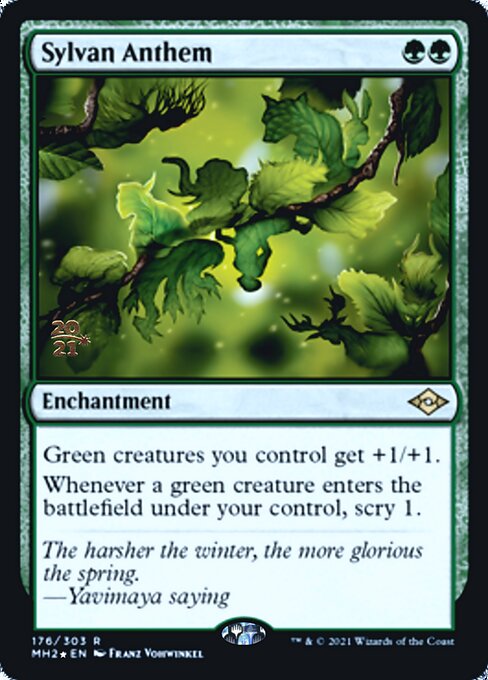 Sylvan Anthem
20
21*
Enchantment
Green creatures you control get +1/+1.
Whenever a green creature enters the
battlefield under your control, scry 1.
The harsher the winter, the more glorious
the spring.
—Yavimaya saying
176/303 R
MH2★EN Franz Vohwinkel
™ & © 2021 Wizards of the Coast